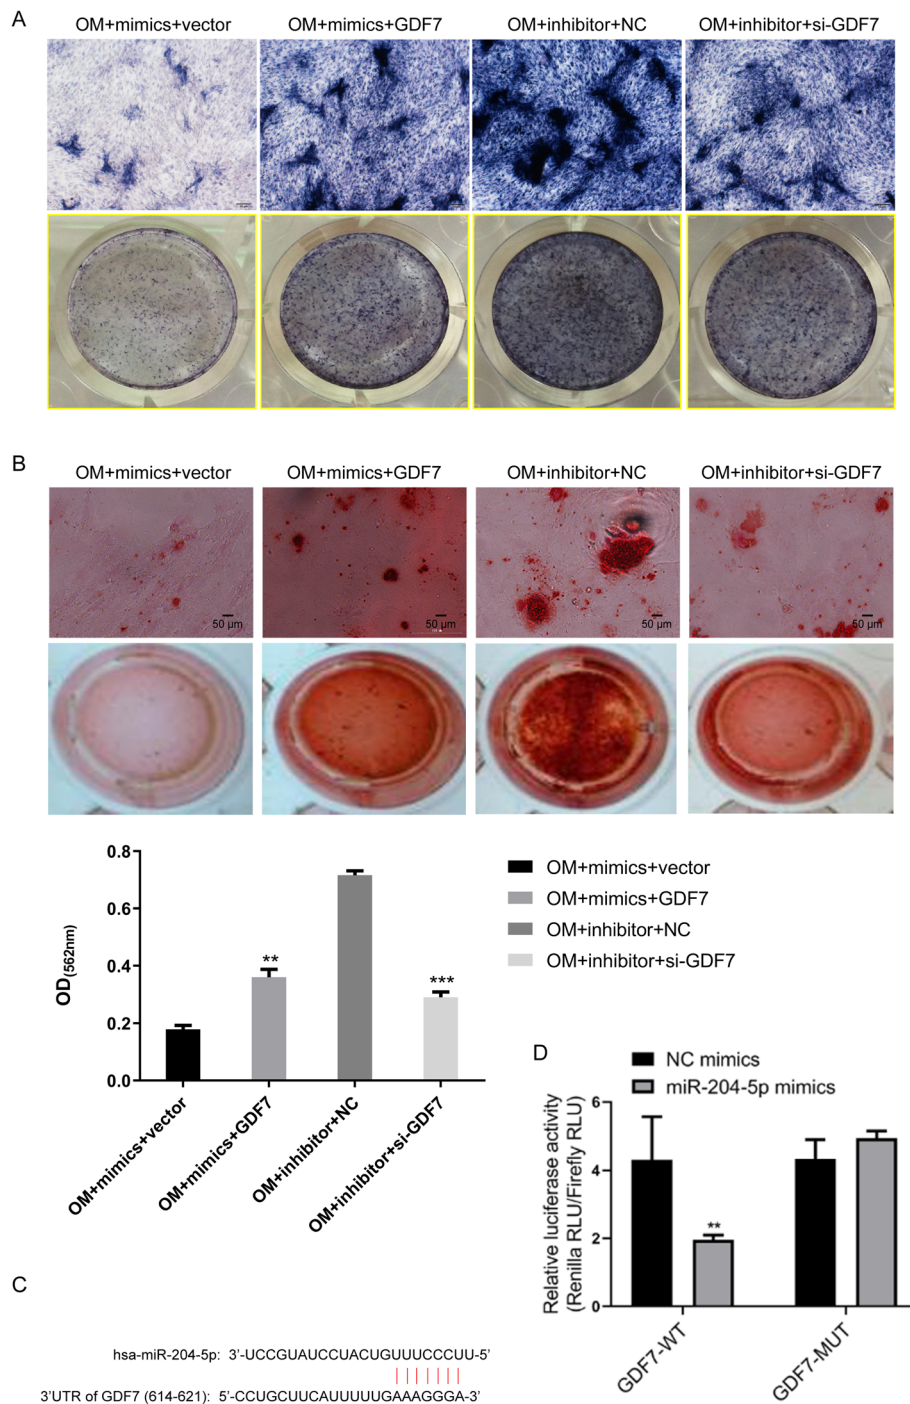 A
OM+mimics+vector OM+mimics+GDF7 OM+inhibitor+NC OM+inhibitor+si-GDF7
B
OM+mimics+vector OM+mimics+GDF7 OM+inhibitor+NC OM+inhibitor+si-GDF7
50 µm 50 µm 50 µm 50 µm
0.8
0.6
0.4
0.2
0.0
OD(562nm)
**
***
OM+mimics+vector
OM+mimics+GDF7
OM+inhibitor+NC
OM+inhibitor+si-GDF7
OM+mimics+vector
OM+mimics+GDF7
OM+inhibitor+NC
OM+inhibitor+si-GDF7
D
NC mimics
miR-204-5p mimics
Relative luciferase activity
(Renilla RLU/Firefly RLU)
6
4
2
0
**
GDF7-WT
GDF7-MUT
C
hsa-miR-204-5p: 3’-UCCGUAUCCUACUGUUUCCCUU-5’
3’UTR of GDF7 (614-621): 5’-CCUGCUUCAUUUUUGAAAGGGA-3’